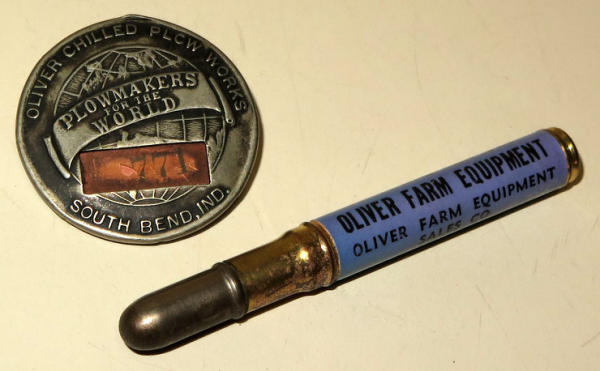 OLIVER CHILLED PLOW WORKS
PLOWMAKERS
FOR THE
WORLD
SOUTH BEND, IND.
OLIVER FARM EQUIPMENT
OLIVER FARM EQUIPMENT
SALES CO.